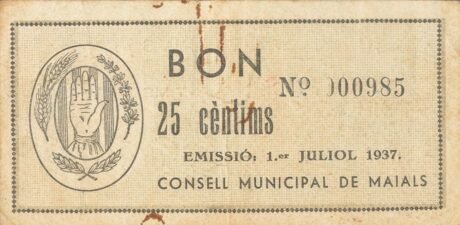 BON
Nº 000985
25 cèntims
EMISSIÓ: 1.er JULIOL 1937.
CONSELL MUNICIPAL DE MAIALS